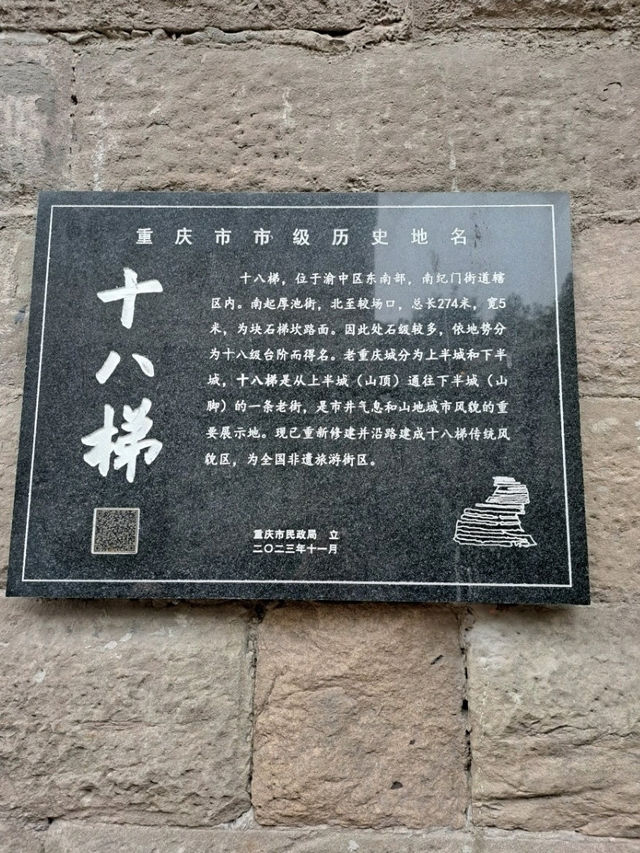 重庆市市级历史地名
十八梯
十八梯，位于渝中区东南部，南纪门街道辖
区内。南起厚池街，北至较场口，总长274米，宽5
米，为块石梯坎路面。因此处石级较多，依地势分
为十八级台阶而得名。老重庆城分为上半城和下半
城，十八梯是从上半城（山顶）通往下半城（山
脚）的一条老街，是市井气息和山地城市风貌的重
要展示地。现已重新修建并沿路建成十八梯传统风
貌区，为全国非遗旅游街区。
重庆市民政局 立
二〇二三年十一月